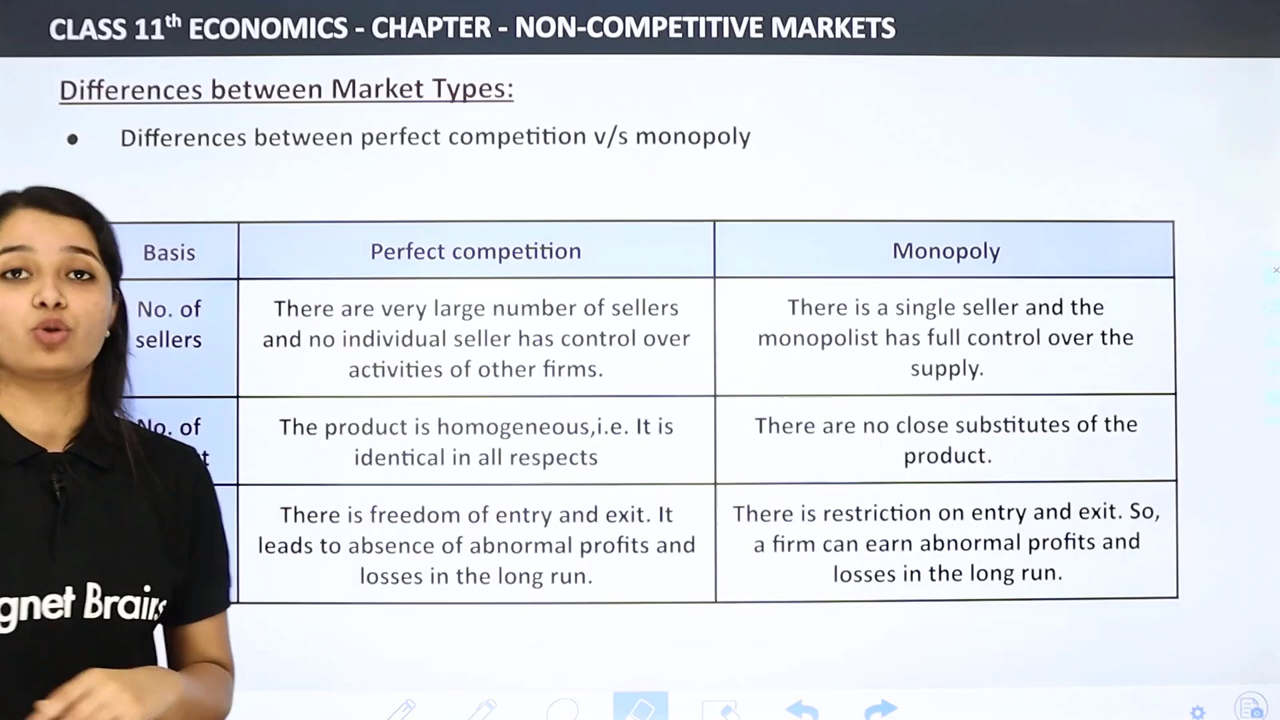 CLASS 11th ECONOMICS - CHAPTER - NON-COMPETITIVE MARKETS
Differences between Market Types:
• Differences between perfect competition v/s monopoly
Basis
Perfect competition
Monopoly
No. of
sellers
There are very large number of sellers
and no individual seller has control over
activities of other firms.
There is a single seller and the
monopolist has full control over the
supply.
No. of
The product is homogeneous,i.e. It is
identical in all respects
There are no close substitutes of the
product.
There is freedom of entry and exit. It
leads to absence of abnormal profits and
losses in the long run.
There is restriction on entry and exit. So,
a firm can earn abnormal profits and
losses in the long run.
gnet Brains